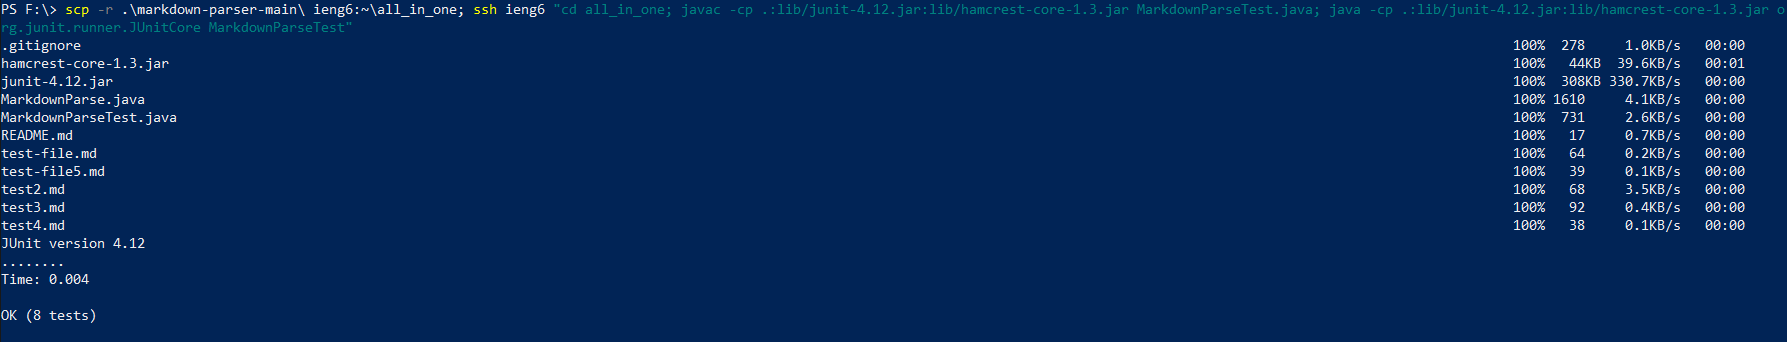 PS F:\> scp -r .\markdown-parser-main\ ieng6:~\all_in_one; ssh ieng6 "cd all_in_one; javac -cp .:lib/junit-4.12.jar:lib/hamcrest-core-1.3.jar MarkdownParseTest.java; java -cp .:lib/junit-4.12.jar:lib/hamcrest-core-1.3.jar o
rg.junit.runner.JUnitCore MarkdownParseTest"
.gitignore 100% 278 1.0KB/s 00:00
hamcrest-core-1.3.jar 100% 44KB 39.6KB/s 00:01
junit-4.12.jar 100% 308KB 330.7KB/s 00:00
MarkdownParse.java 100% 1610 4.1KB/s 00:00
MarkdownParseTest.java 100% 731 2.6KB/s 00:00
README.md 100% 17 0.7KB/s 00:00
test-file.md 100% 64 0.2KB/s 00:00
test-file5.md 100% 39 0.1KB/s 00:00
test2.md 100% 68 3.5KB/s 00:00
test3.md 100% 92 0.4KB/s 00:00
test4.md 100% 38 0.1KB/s 00:00
JUnit version 4.12
........
Time: 0.004
OK (8 tests)